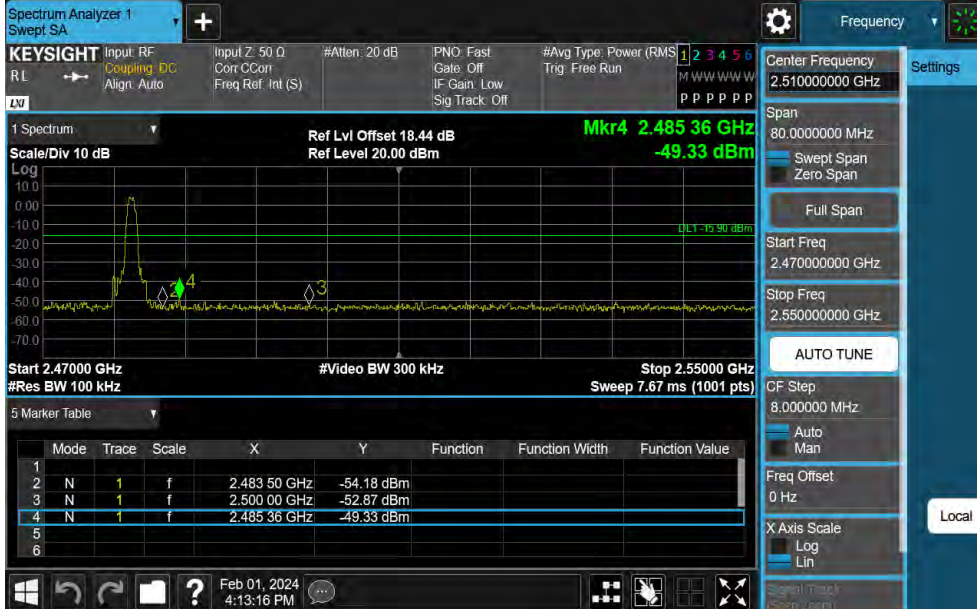 Spectrum Analyzer 1
Swept SA
+
Frequency
KEYSIGHT
RL
LXI
Input: RF
Coupling: DC
Align: Auto
Input Z: 50 Ω
Corr CCorr
Freq Ref: Int (S)
#Atten: 20 dB
PNO: Fast
Gate: Off
IF Gain: Low
Sig Track: Off
#Avg Type: Power (RMS
Trig: Free Run
1 2 3 4 5 6
M W W W W W
P P P P P P
1 Spectrum
Scale/Div 10 dB
Ref Lvl Offset 18.44 dB
Ref Level 20.00 dBm
Mkr4 2.485 36 GHz
-49.33 dBm
Log
10.0
0.00
-10.0
-20.0
-30.0
-40.0
-50.0
-60.0
-70.0
DL1 -15.90 dBm
2
4
3
Start 2.47000 GHz
#Video BW 300 kHz
Stop 2.55000 GHz
#Res BW 100 kHz
Sweep 7.67 ms (1001 pts)
5 Marker Table
Mode Trace Scale X Y Function Function Width Function Value
1
2 N 1 f 2.483 50 GHz -54.18 dBm
3 N 1 f 2.500 00 GHz -52.87 dBm
4 N 1 f 2.485 36 GHz -49.33 dBm
5
6
?
Feb 01, 2024
4:13:16 PM
Center Frequency
2.510000000 GHz
Span
80.0000000 MHz
Swept Span
Zero Span
Full Span
Start Freq
2.470000000 GHz
Stop Freq
2.550000000 GHz
AUTO TUNE
CF Step
8.000000 MHz
Auto
Man
Freq Offset
0 Hz
X Axis Scale
Log
Lin
Signal Track
Settings
Local